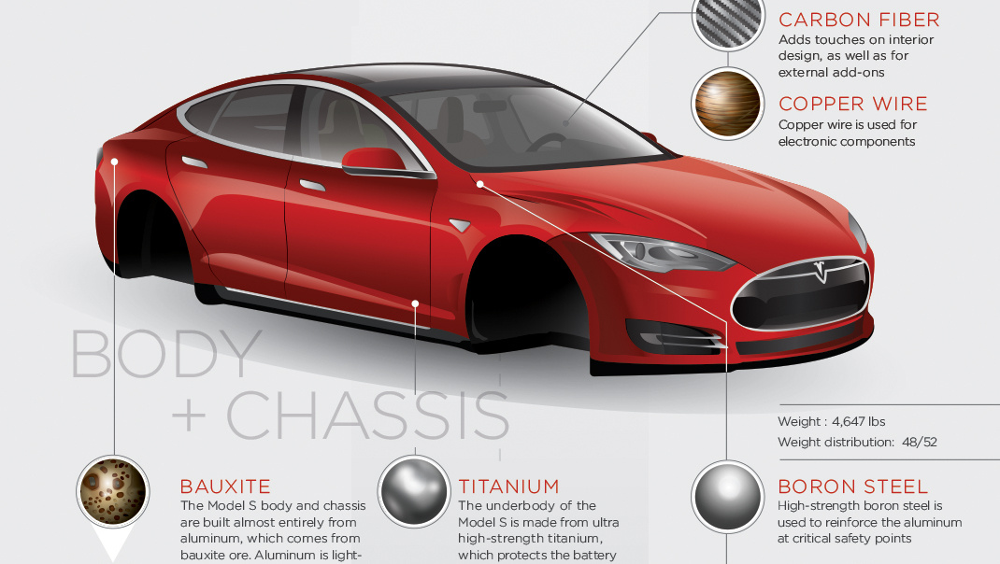 CARBON FIBER
Adds touches on interior
design, as well as for
external add-ons
COPPER WIRE
Copper wire is used for
electronic components
BODY
+ CHASSIS
Weight : 4,647 lbs
Weight distribution: 48/52
BAUXITE
The Model S body and chassis
are built almost entirely from
aluminum, which comes from
bauxite ore. Aluminum is light-
TITANIUM
The underbody of the
Model S is made from ultra
high-strength titanium,
which protects the battery
BORON STEEL
High-strength boron steel is
used to reinforce the aluminum
at critical safety points